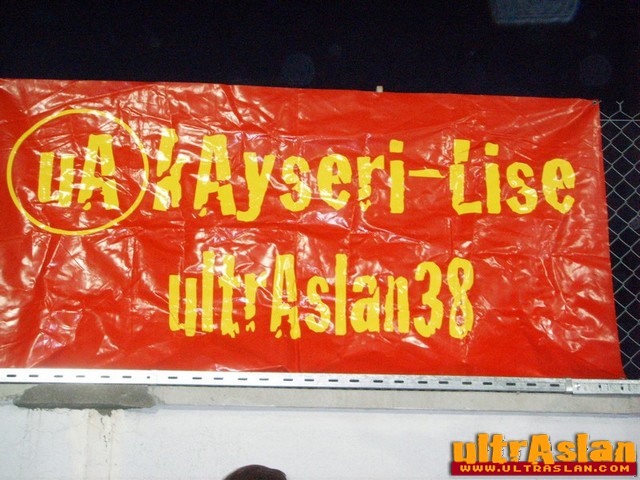 uA kAyseri-Lise
ultrAslan38
ultrAslan
WWW.ULTRASLAN.COM